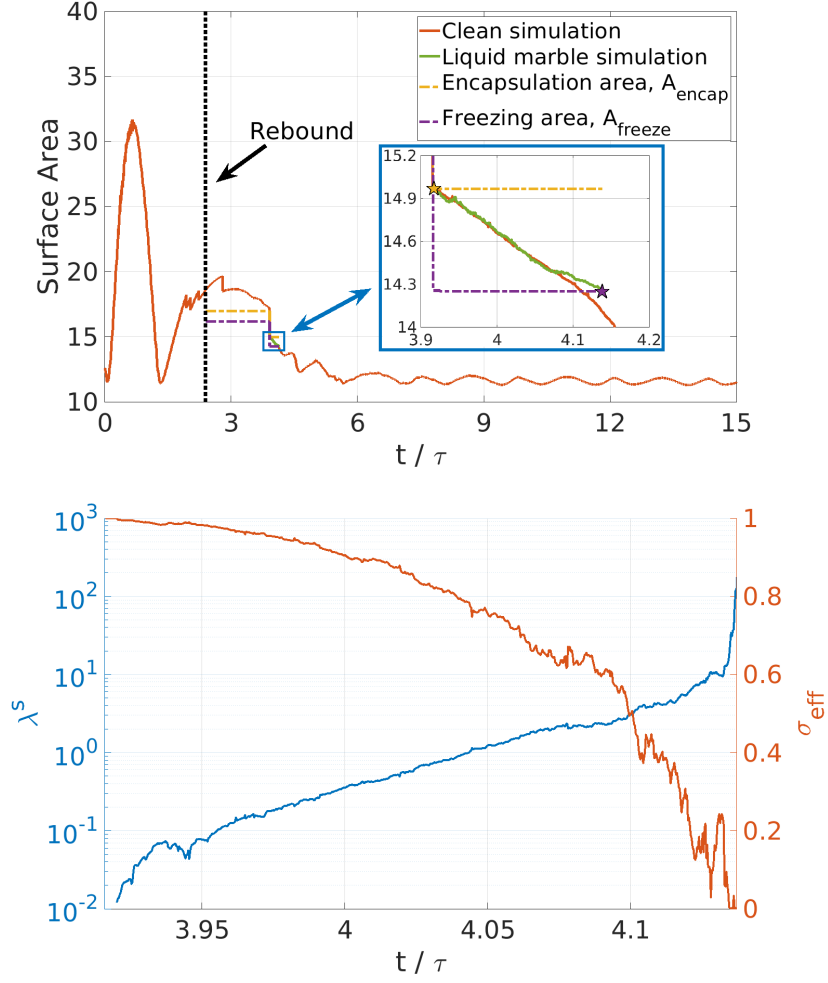 40
35
30
25
20
15
10
Surface Area
Clean simulation
Liquid marble simulation
Encapsulation area, A_encap
Freezing area, A_freeze
Rebound
15.2
14.9
14.6
14.3
14
3.9 4 4.1 4.2
0 3 6 9 12 15
t / τ
10^3
10^2
10^1
10^0
10^-1
10^-2
λ^s
1
0.8
0.6
0.4
0.2
0
σ_eff
3.95 4 4.05 4.1
t / τ